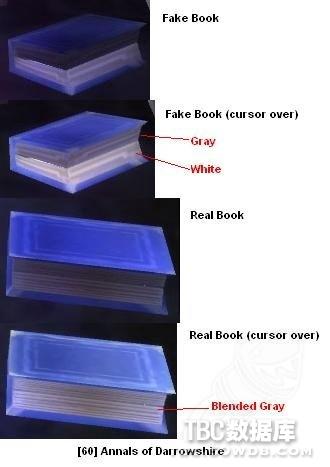 Fake Book
Fake Book (cursor over)
Gray
White
Real Book
Real Book (cursor over)
Blended Gray
TBC数据库
[60] Annals of Darrowshire